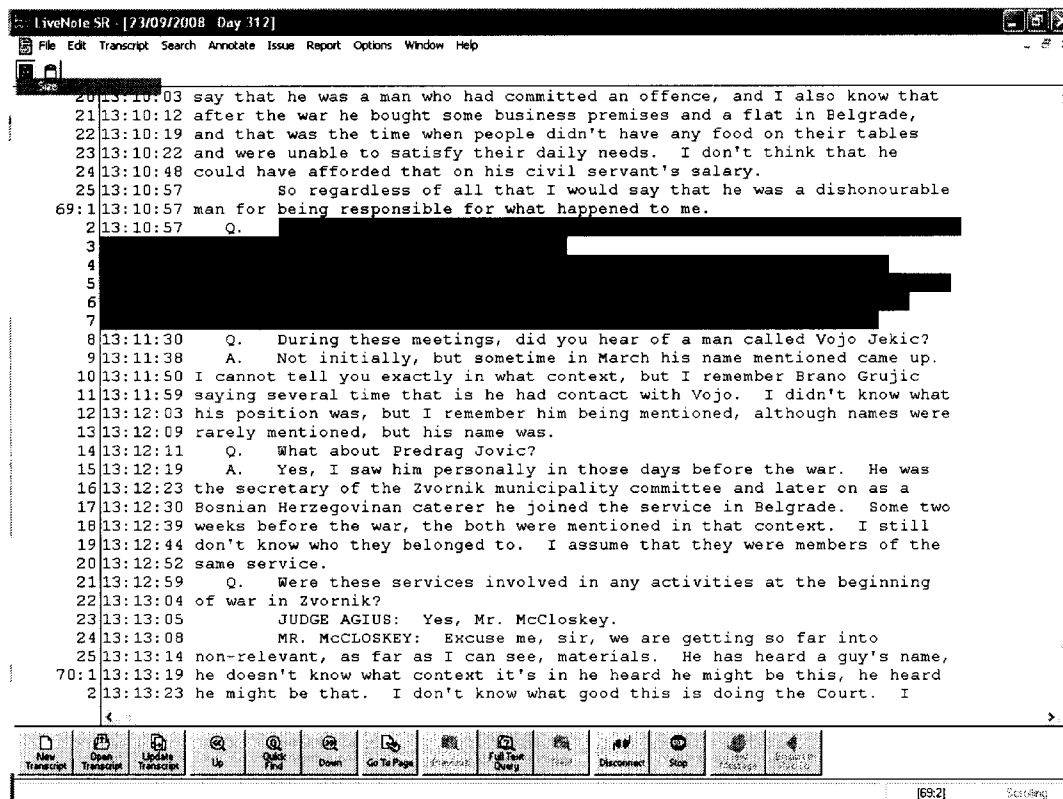 LiveNote SR - [23/09/2008 Day 312]
File Edit Transcript Search Annotate Issue Report Options Window Help
Size
20 13:10:03 say that he was a man who had committed an offence, and I also know that
21 13:10:12 after the war he bought some business premises and a flat in Belgrade,
22 13:10:19 and that was the time when people didn't have any food on their tables
23 13:10:22 and were unable to satisfy their daily needs. I don't think that he
24 13:10:48 could have afforded that on his civil servant's salary.
25 13:10:57 So regardless of all that I would say that he was a dishonourable
69:1 13:10:57 man for being responsible for what happened to me.
2 13:10:57 Q.
3
4
5
6
7
8 13:11:30 Q. During these meetings, did you hear of a man called Vojo Jekic?
9 13:11:38 A. Not initially, but sometime in March his name mentioned came up.
10 13:11:50 I cannot tell you exactly in what context, but I remember Brano Grujic
11 13:11:59 saying several time that is he had contact with Vojo. I didn't know what
12 13:12:03 his position was, but I remember him being mentioned, although names were
13 13:12:09 rarely mentioned, but his name was.
14 13:12:11 Q. What about Predrag Jovic?
15 13:12:19 A. Yes, I saw him personally in those days before the war. He was
16 13:12:23 the secretary of the Zvornik municipality committee and later on as a
17 13:12:30 Bosnian Herzegovinan caterer he joined the service in Belgrade. Some two
18 13:12:39 weeks before the war, the both were mentioned in that context. I still
19 13:12:44 don't know who they belonged to. I assume that they were members of the
20 13:12:52 same service.
21 13:12:59 Q. Were these services involved in any activities at the beginning
22 13:13:04 of war in Zvornik?
23 13:13:05 JUDGE AGIUS: Yes, Mr. McCloskey.
24 13:13:08 MR. McCLOSKEY: Excuse me, sir, we are getting so far into
25 13:13:14 non-relevant, as far as I can see, materials. He has heard a guy's name,
70:1 13:13:19 he doesn't know what context it's in he heard he might be this, he heard
2 13:13:23 he might be that. I don't know what good this is doing the Court. I
New Transcript Open Transcript Update Transcript Up Quick Find Down Go To Page Full Text Query Disconnect Stop
[69:2] Scrolling